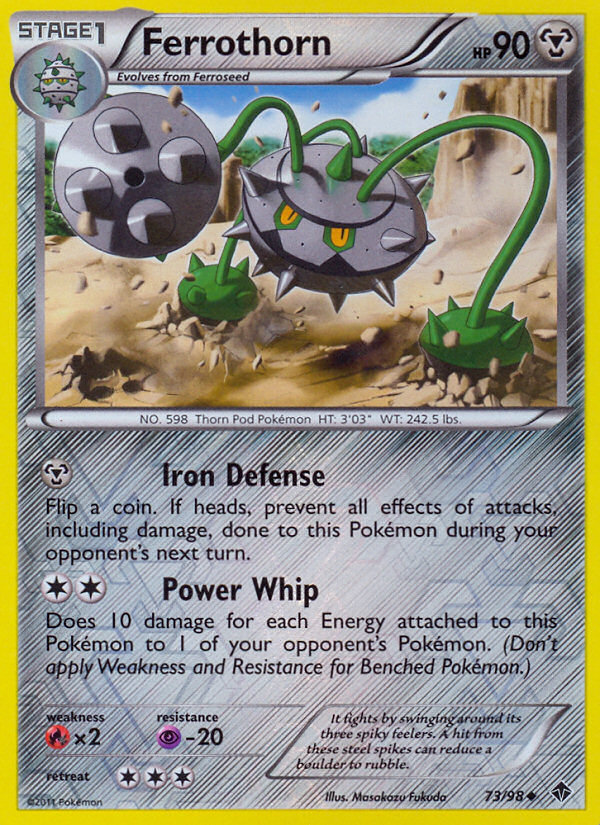 STAGE1
Ferrothorn
HP 90
Evolves from Ferroseed
NO. 598 Thorn Pod Pokémon HT: 3'03" WT: 242.5 lbs.
Iron Defense
Flip a coin. If heads, prevent all effects of attacks,
including damage, done to this Pokémon during your
opponent's next turn.
Power Whip
Does 10 damage for each Energy attached to this
Pokémon to 1 of your opponent's Pokémon. (Don't
apply Weakness and Resistance for Benched Pokémon.)
weakness
×2
resistance
-20
retreat
It fights by swinging around its
three spiky feelers. A hit from
these steel spikes can reduce a
boulder to rubble.
©2011 Pokémon
Illus. Masakazu Fukuda
73/98